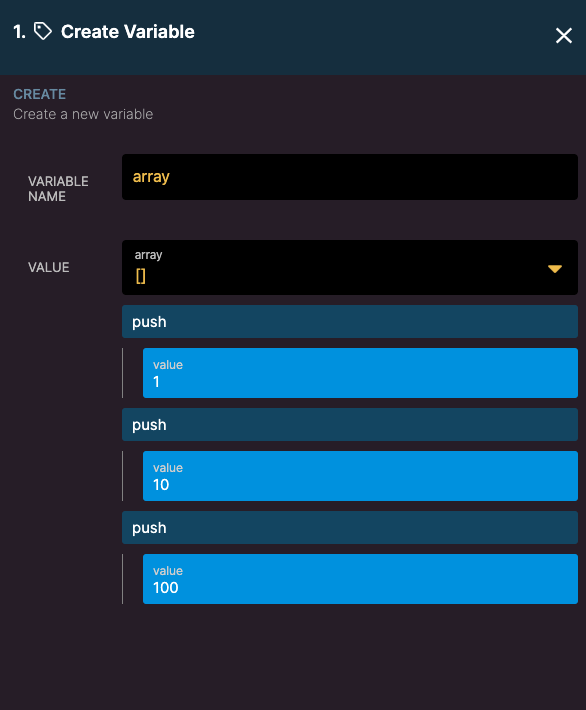 1. Create Variable
CREATE
Create a new variable
VARIABLE
NAME
array
VALUE
array
[]
push
value
1
push
value
10
push
value
100